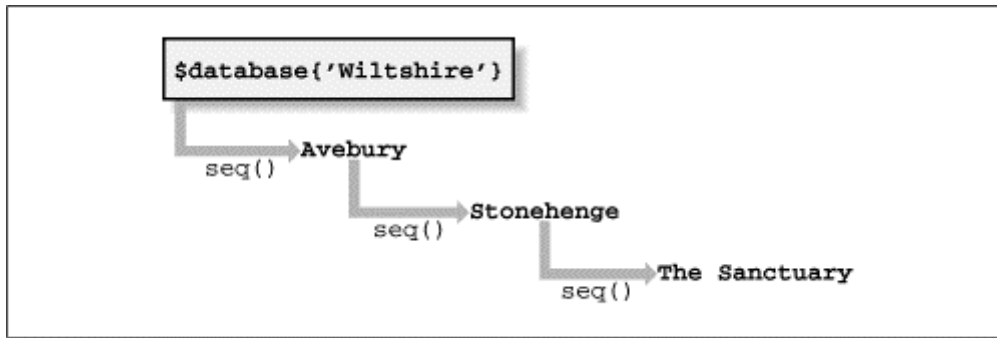 $database{’Wiltshire’}
Avebury
seq()
Stonehenge
seq()
The Sanctuary
seq()